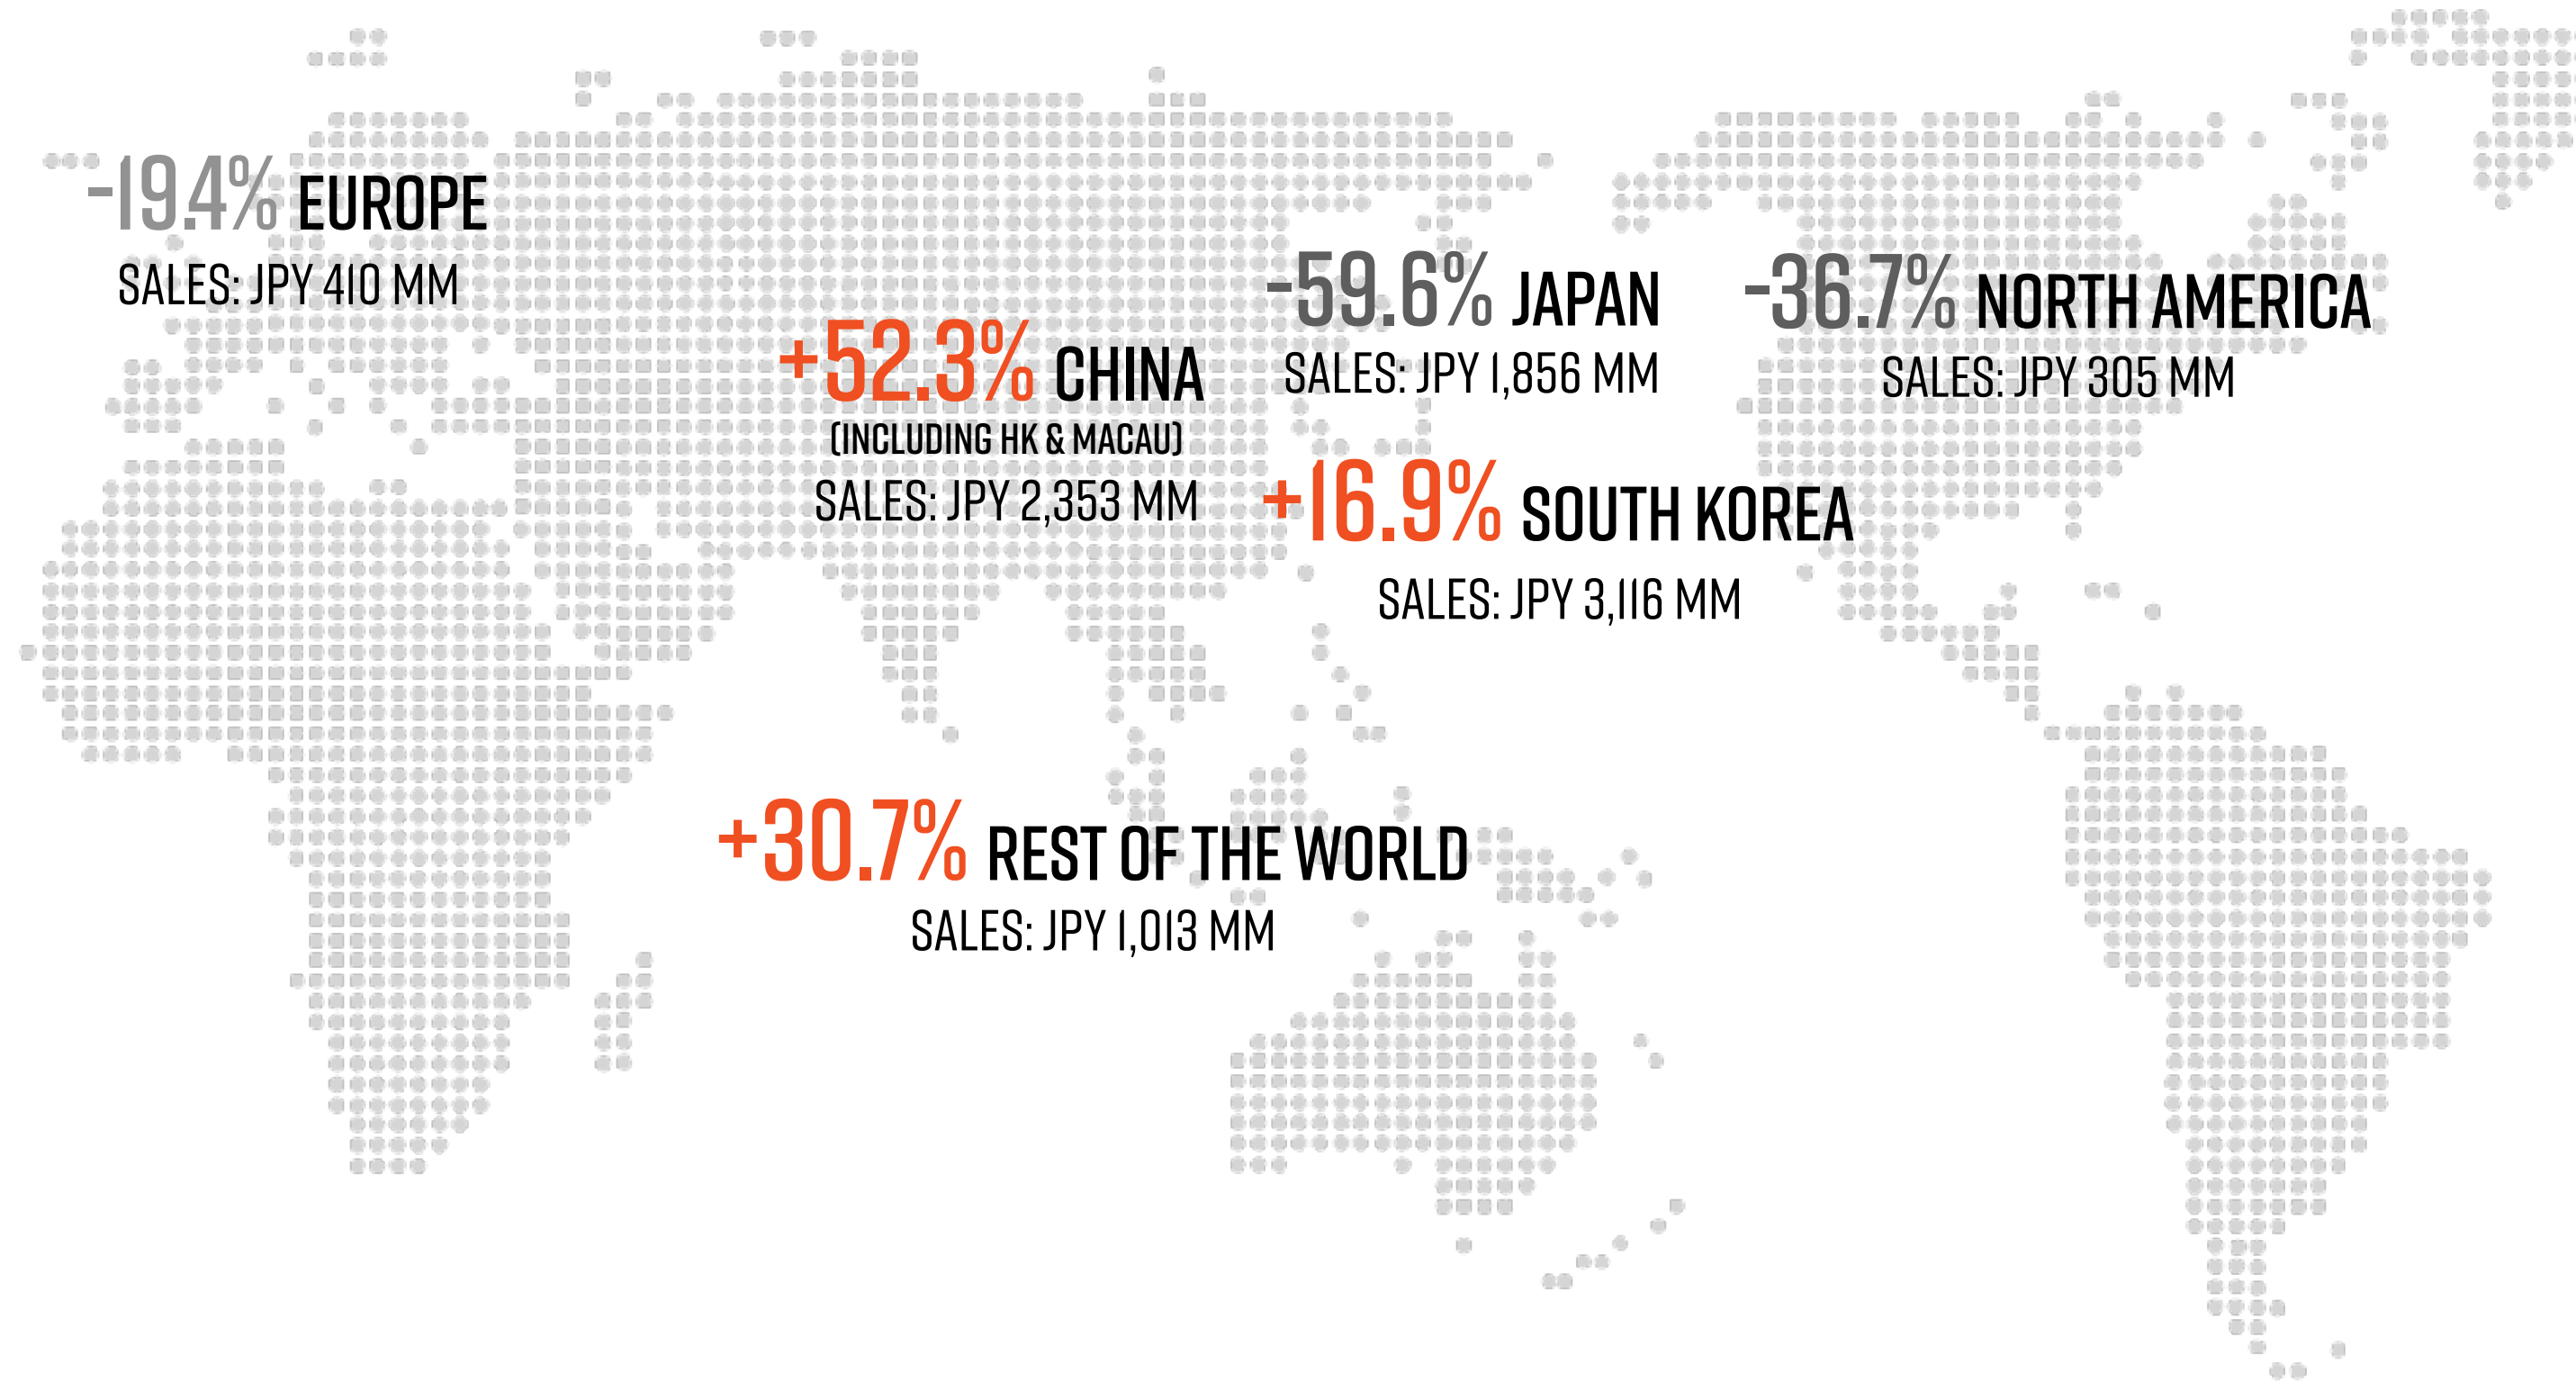 -19.4% EUROPE
SALES: JPY 410 MM
-59.6% JAPAN
SALES: JPY 1,856 MM
-36.7% NORTH AMERICA
SALES: JPY 305 MM
+52.3% CHINA
(INCLUDING HK & MACAU)
SALES: JPY 2,353 MM
+16.9% SOUTH KOREA
SALES: JPY 3,116 MM
+30.7% REST OF THE WORLD
SALES: JPY 1,013 MM